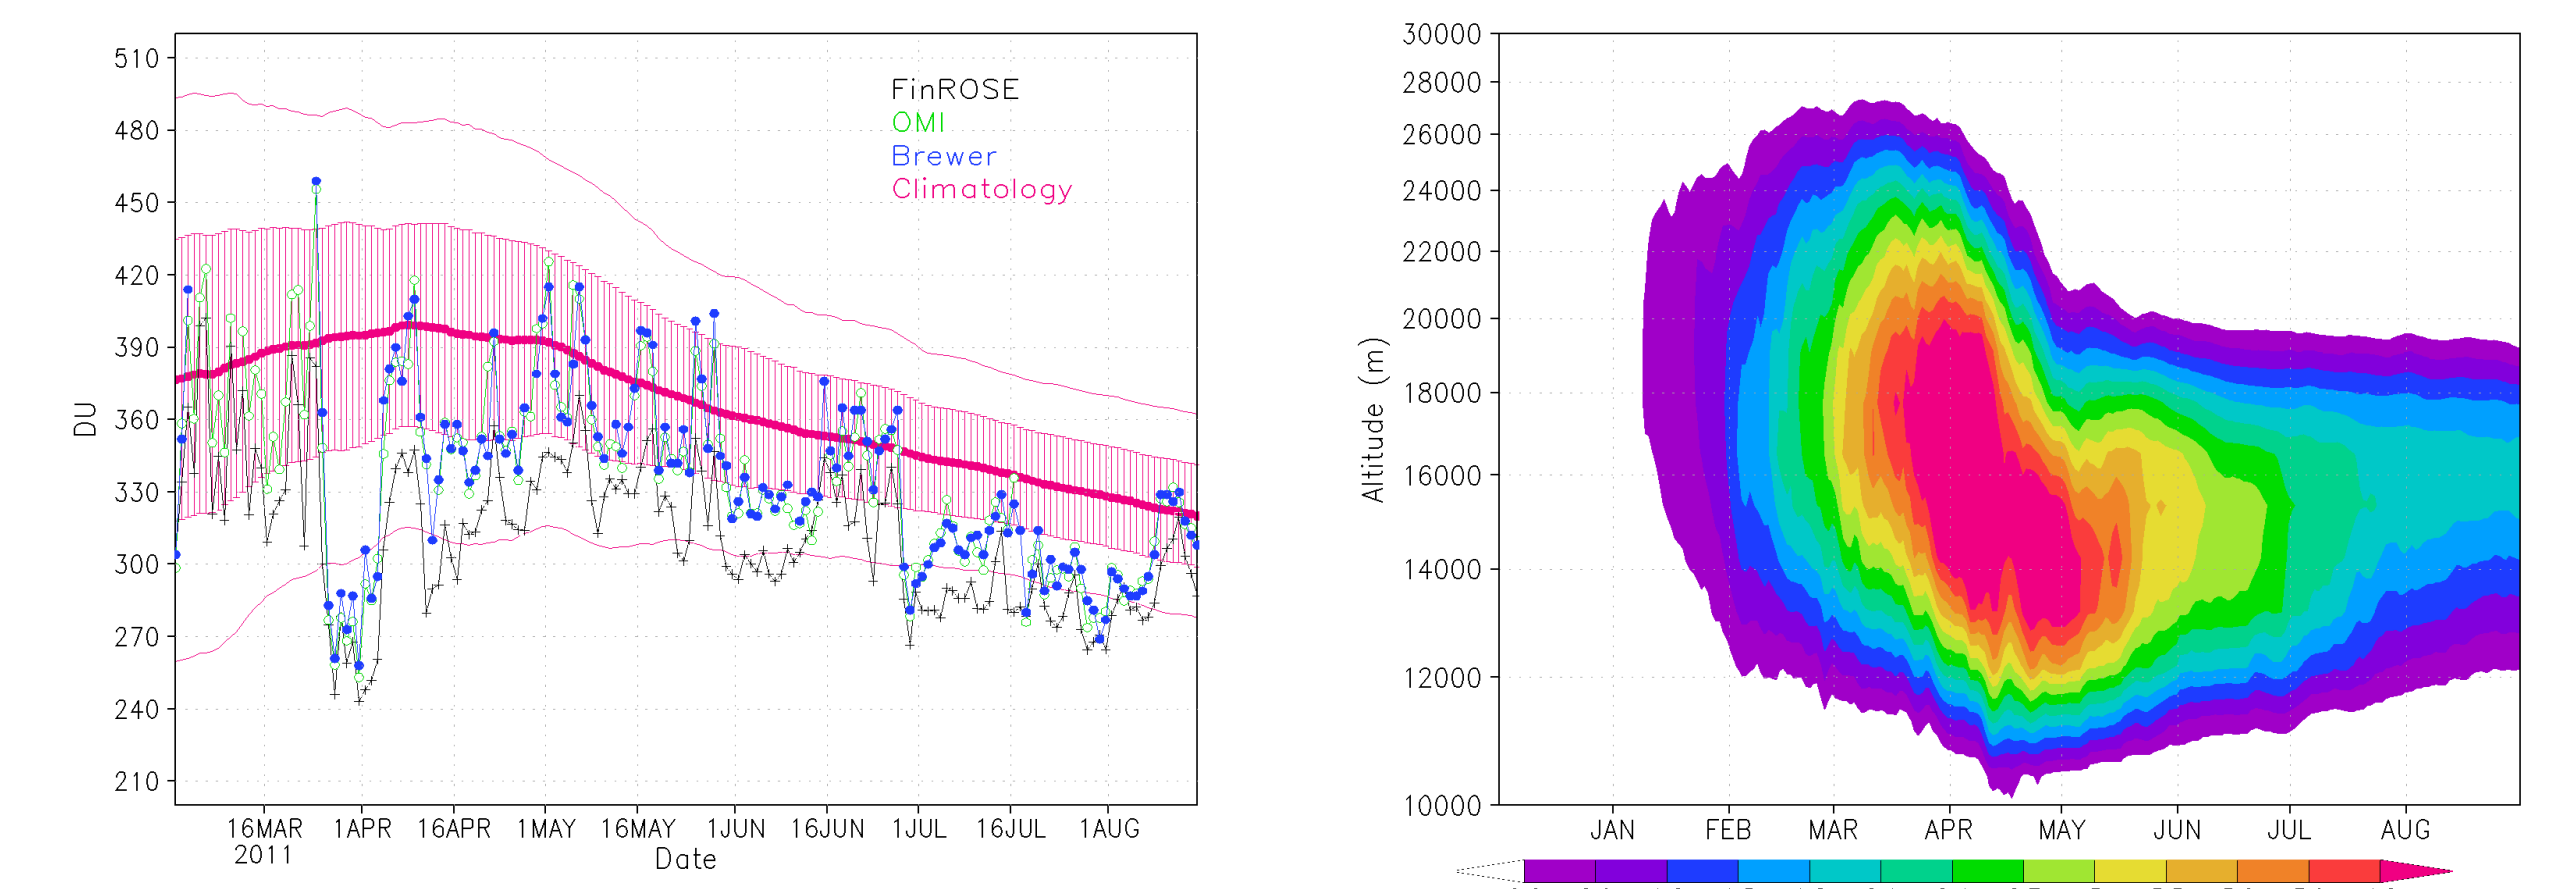 510
480
450
420
390
360
330
300
270
240
210
DU
FinROSE
OMI
Brewer
Climatology
16MAR 1APR 16APR 1MAY 16MAY 1JUN 16JUN 1JUL 16JUL 1AUG
2011
Date
30000
28000
26000
24000
22000
20000
18000
16000
14000
12000
10000
Altitude (m)
JAN FEB MAR APR MAY JUN JUL AUG